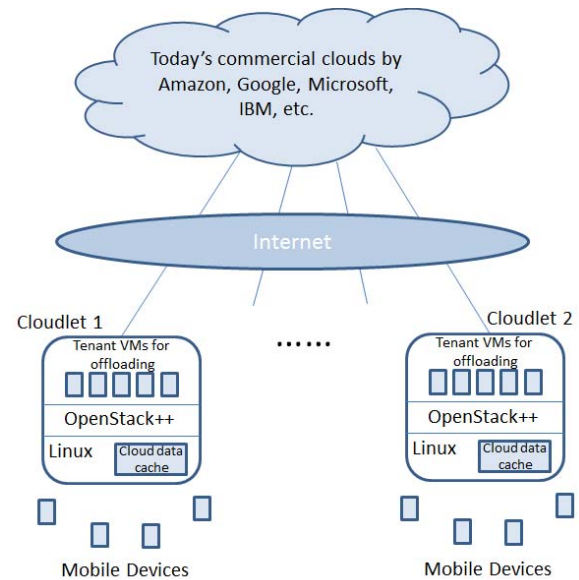 Today's commercial clouds by
Amazon, Google, Microsoft,
IBM, etc.
Internet
Cloudlet 1
Tenant VMs for
offloading
OpenStack++
Linux
Cloud data
cache
Mobile Devices
......
Cloudlet 2
Tenant VMs for
offloading
OpenStack++
Linux
Cloud data
cache
Mobile Devices